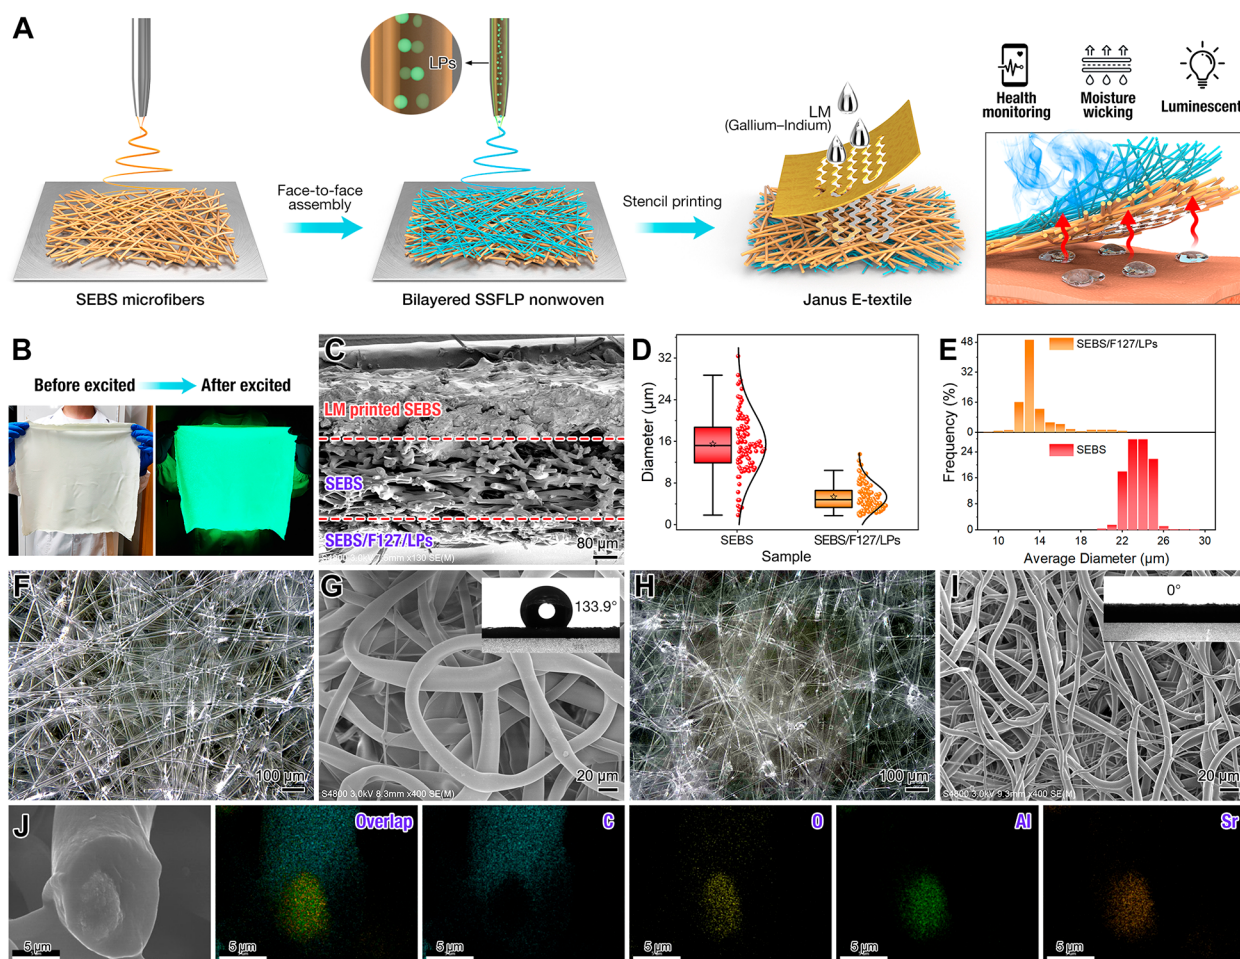 A
LPs
LM
(Gallium–Indium)
Health
monitoring
Moisture
wicking
Luminescent
Face-to-face
assembly
Stencil printing
SEBS microfibers
Bilayered SSFLP nonwoven
Janus E-textile
B
Before excited
After excited
C
LM printed SEBS
SEBS
SEBS/F127/LPs
80 μm
D
Diameter (μm)
32
24
16
8
0
SEBS
SEBS/F127/LPs
Sample
E
Frequency (%)
48
36
24
12
0
SEBS/F127/LPs
24
16
8
0
SEBS
10
14
18
22
26
30
Average Diameter (μm)
F
100 μm
G
133.9°
S4800 3.0kV 8.3mm x400 SE(M)
20 μm
H
100 μm
I
0°
S4800 3.0kV 9.3mm x400 SE(M)
20 μm
J
5 μm
Overlap
5 μm
C
5 μm
O
5 μm
Al
5 μm
Sr
5 μm